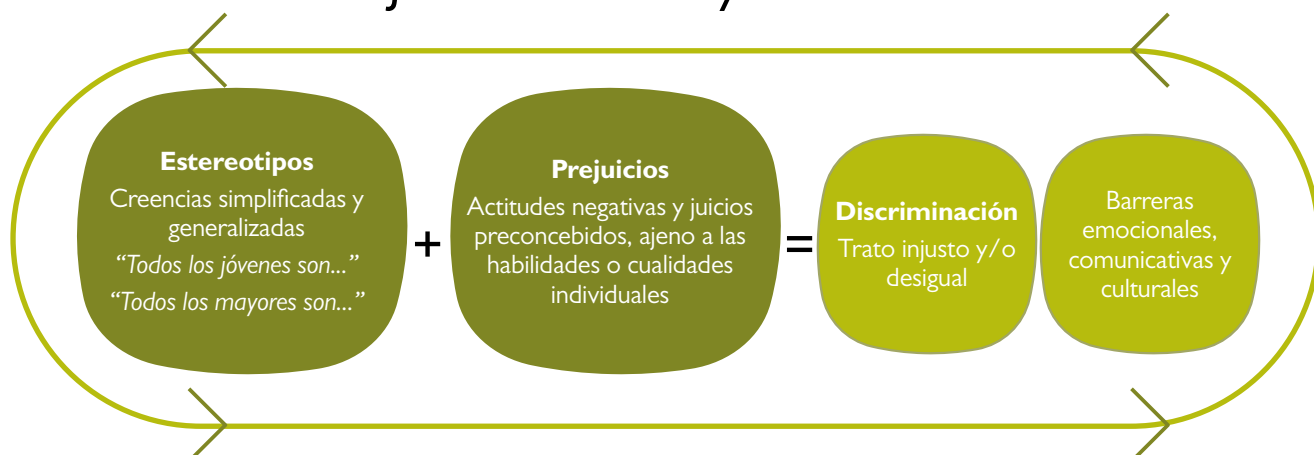 Estereotipos
Creencias simplificadas y
generalizadas
“Todos los jóvenes son...”
“Todos los mayores son...”
+
Prejuicios
Actitudes negativas y juicios
preconcebidos, ajeno a las
habilidades o cualidades
individuales
=
Discriminación
Trato injusto y/o
desigual
Barreras
emocionales,
comunicativas y
culturales